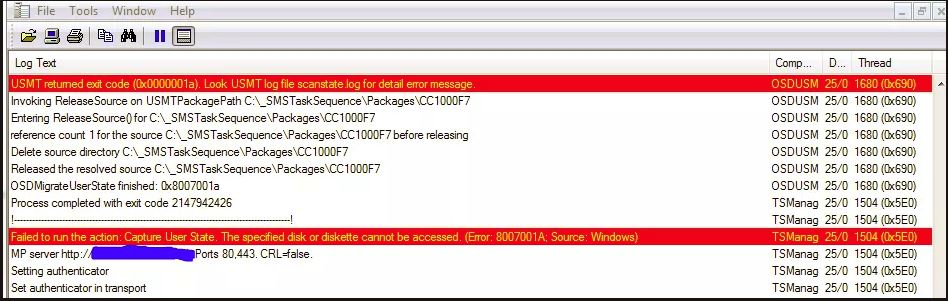 File Tools Window Help
Log Text Comp... D... Thread
USMT returned exit code (0x0000001a). Look USMT log file scanstate.log for detail error message. OSDUSM 25/0 1680 (0x690)
Invoking ReleaseSource on USMTPackagePath C:\_SMSTaskSequence\Packages\CC1000F7 OSDUSM 25/0 1680 (0x690)
Entering ReleaseSource() for C:\_SMSTaskSequence\Packages\CC1000F7 OSDUSM 25/0 1680 (0x690)
reference count 1 for the source C:\_SMSTaskSequence\Packages\CC1000F7 before releasing OSDUSM 25/0 1680 (0x690)
Delete source directory C:\_SMSTaskSequence\Packages\CC1000F7 OSDUSM 25/0 1680 (0x690)
Released the resolved source C:\_SMSTaskSequence\Packages\CC1000F7 OSDUSM 25/0 1680 (0x690)
OSDMigrateUserState finished: 0x8007001a OSDUSM 25/0 1680 (0x690)
Process completed with exit code 2147942426 TSManag 25/0 1504 (0x5E0)
!--------------------------------------------------------------------------------------------! TSManag 25/0 1504 (0x5E0)
Failed to run the action: Capture User State. The specified disk or diskette cannot be accessed. (Error: 8007001A; Source: Windows) TSManag 25/0 1504 (0x5E0)
MP server http:// Ports 80,443. CRL=false. TSManag 25/0 1504 (0x5E0)
Setting authenticator TSManag 25/0 1504 (0x5E0)
Set authenticator in transport TSManag 25/0 1504 (0x5E0)